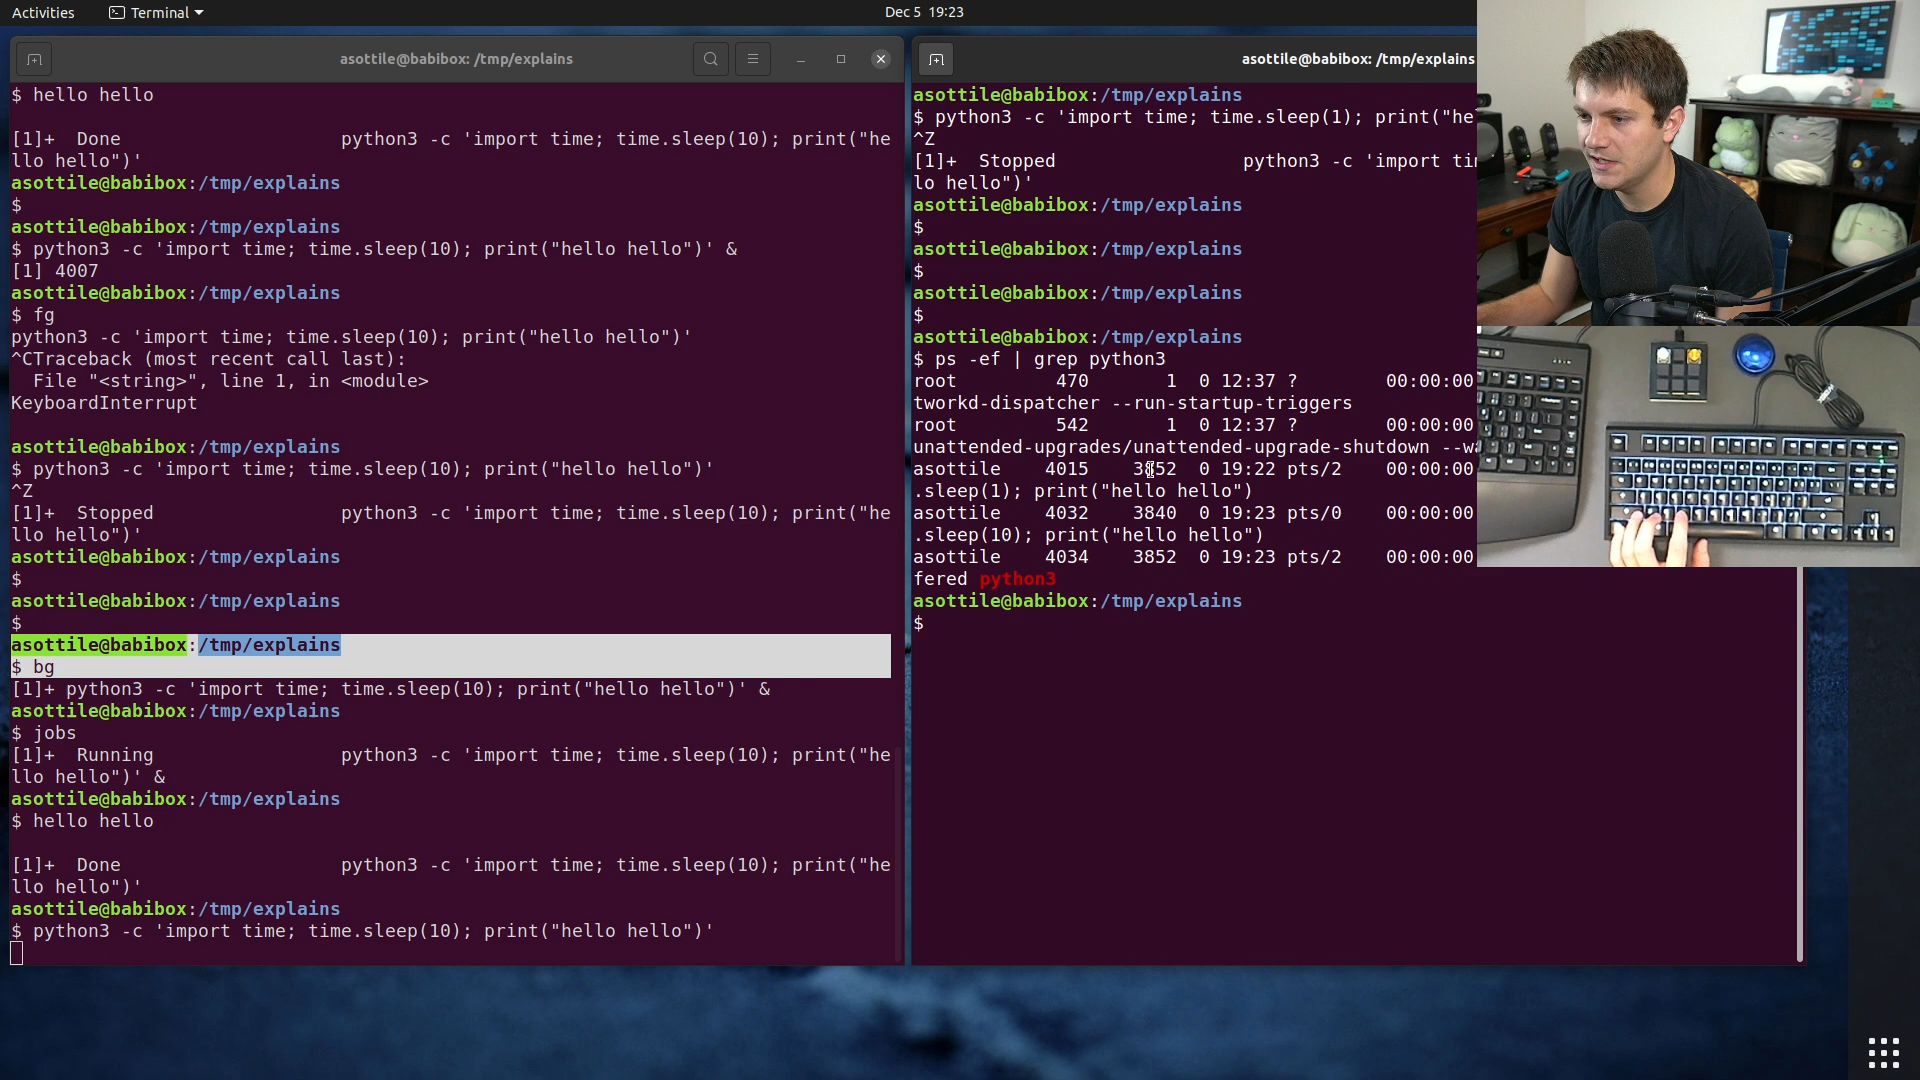 Activities
Terminal
Dec 5 19:23
asottile@babibox: /tmp/explains
$ hello hello
[1]+  Done                    python3 -c 'import time; time.sleep(10); print("he
llo hello")'
asottile@babibox:/tmp/explains
$
asottile@babibox:/tmp/explains
$ python3 -c 'import time; time.sleep(10); print("hello hello")' &
[1] 4007
asottile@babibox:/tmp/explains
$ fg
python3 -c 'import time; time.sleep(10); print("hello hello")'
^CTraceback (most recent call last):
  File "<string>", line 1, in <module>
KeyboardInterrupt
asottile@babibox:/tmp/explains
$ python3 -c 'import time; time.sleep(10); print("hello hello")'
^Z
[1]+  Stopped                 python3 -c 'import time; time.sleep(10); print("he
llo hello")'
asottile@babibox:/tmp/explains
$
asottile@babibox:/tmp/explains
$
asottile@babibox:/tmp/explains
$ bg
[1]+ python3 -c 'import time; time.sleep(10); print("hello hello")' &
asottile@babibox:/tmp/explains
$ jobs
[1]+  Running                 python3 -c 'import time; time.sleep(10); print("he
llo hello")' &
asottile@babibox:/tmp/explains
$ hello hello
[1]+  Done                    python3 -c 'import time; time.sleep(10); print("he
llo hello")'
asottile@babibox:/tmp/explains
$ python3 -c 'import time; time.sleep(10); print("hello hello")'
asottile@babibox: /tmp/explains
asottile@babibox:/tmp/explains
$ python3 -c 'import time; time.sleep(1); print("he
^Z
[1]+  Stopped                 python3 -c 'import tim
lo hello")'
asottile@babibox:/tmp/explains
$
asottile@babibox:/tmp/explains
$
asottile@babibox:/tmp/explains
$
asottile@babibox:/tmp/explains
$ ps -ef | grep python3
root         470       1  0 12:37 ?        00:00:00
tworkd-dispatcher --run-startup-triggers
root         542       1  0 12:37 ?        00:00:00
unattended-upgrades/unattended-upgrade-shutdown --wa
asottile    4015    3852  0 19:22 pts/2    00:00:00
.sleep(1); print("hello hello")
asottile    4032    3840  0 19:23 pts/0    00:00:00
.sleep(10); print("hello hello")
asottile    4034    3852  0 19:23 pts/2    00:00:00
fered python3
asottile@babibox:/tmp/explains
$